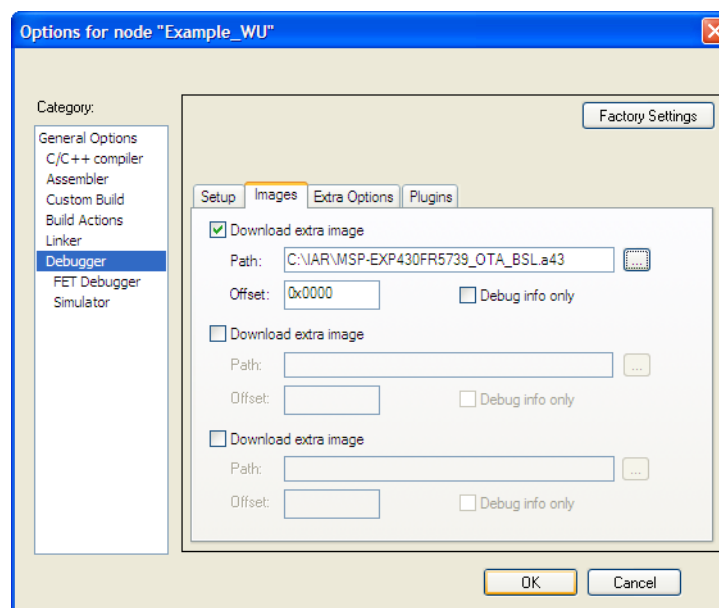 Options for node "Example_WU"
Category:
Factory Settings
General Options
C/C++ compiler
Assembler
Custom Build
Build Actions
Linker
Debugger
FET Debugger
Simulator
Setup Images Extra Options Plugins
Download extra image
Path: C:\IAR\MSP-EXP430FR5739_OTA_BSL.a43 ...
Offset: 0x0000 Debug info only
Download extra image
Path: ...
Offset: Debug info only
Download extra image
Path: ...
Offset: Debug info only
OK Cancel